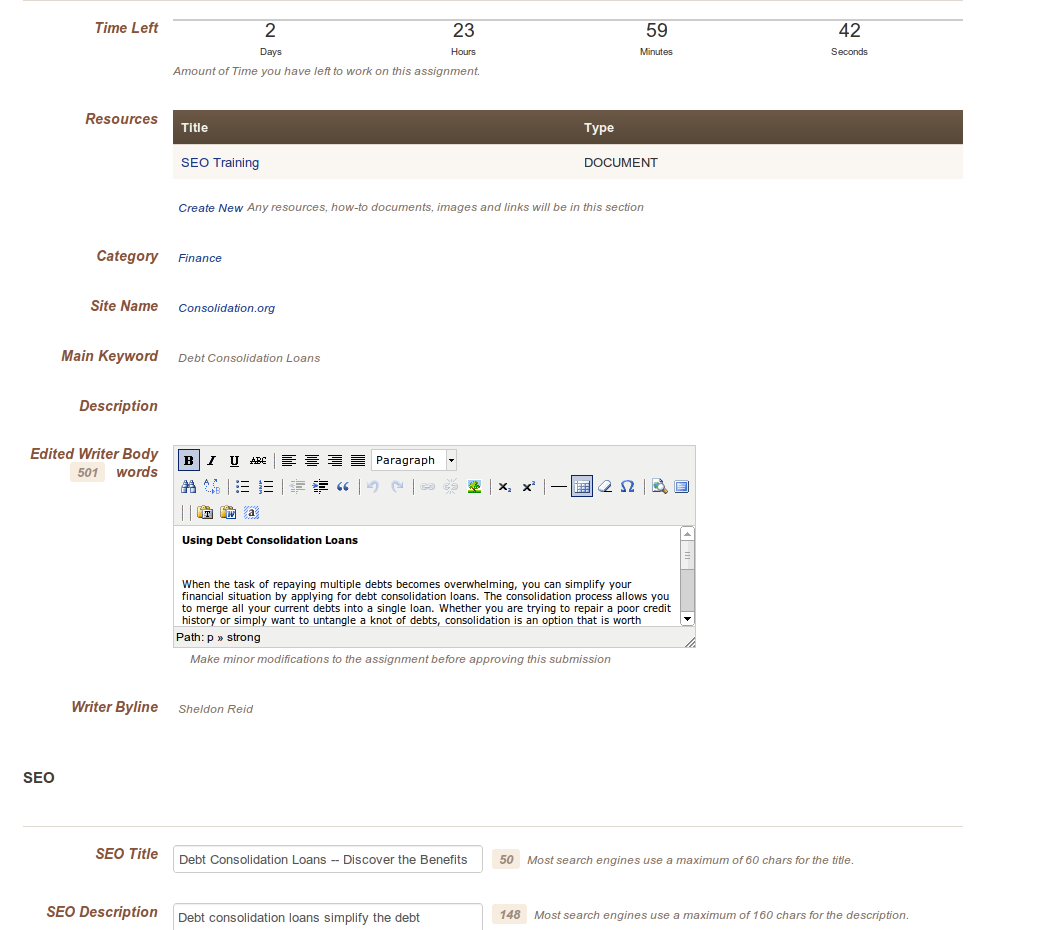 Time Left
2 23 59 42
Days Hours Minutes Seconds
Amount of Time you have left to work on this assignment.
Resources
Title Type
SEO Training DOCUMENT
Create New Any resources, how-to documents, images and links will be in this section
Category Finance
Site Name Consolidation.org
Main Keyword Debt Consolidation Loans
Description
Edited Writer Body
501 words
B I U ABC Paragraph
Using Debt Consolidation Loans
When the task of repaying multiple debts becomes overwhelming, you can simplify your
financial situation by applying for debt consolidation loans. The consolidation process allows you
to merge all your current debts into a single loan. Whether you are trying to repair a poor credit
history or simply want to untangle a knot of debts, consolidation is an option that is worth
Path: p » strong
Make minor modifications to the assignment before approving this submission
Writer Byline Sheldon Reid
SEO
SEO Title Debt Consolidation Loans -- Discover the Benefits 50 Most search engines use a maximum of 60 chars for the title.
SEO Description Debt consolidation loans simplify the debt 148 Most search engines use a maximum of 160 chars for the description.